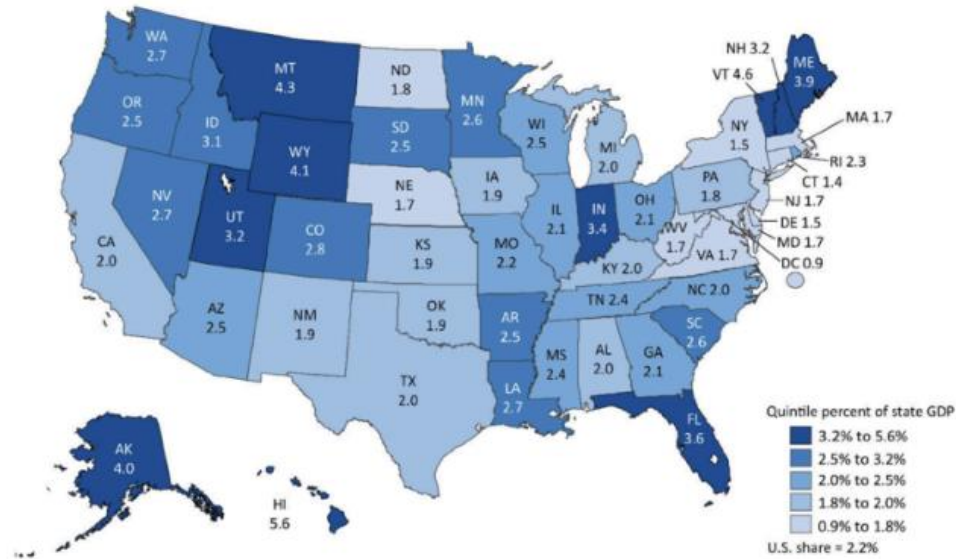 WA
2.7
MT
4.3
ND
1.8
MN
2.6
OR
2.5
ID
3.1
WY
4.1
SD
2.5
WI
2.5
MI
2.0
NY
1.5
NH 3.2
VT 4.6
ME
3.9
MA 1.7
RI 2.3
CT 1.4
NJ 1.7
DE 1.5
MD 1.7
DC 0.9
PA
1.8
NV
2.7
UT
3.2
CO
2.8
NE
1.7
IA
1.9
IL
2.1
IN
3.4
OH
2.1
WV
1.7
VA 1.7
CA
2.0
KS
1.9
MO
2.2
KY 2.0
AZ
2.5
NM
1.9
OK
1.9
AR
2.5
TN 2.4
NC 2.0
SC
2.6
TX
2.0
LA
2.7
MS
2.4
AL
2.0
GA
2.1
FL
3.6
AK
4.0
HI
5.6
Quintile percent of state GDP
3.2% to 5.6%
2.5% to 3.2%
2.0% to 2.5%
1.8% to 2.0%
0.9% to 1.8%
U.S. share = 2.2%